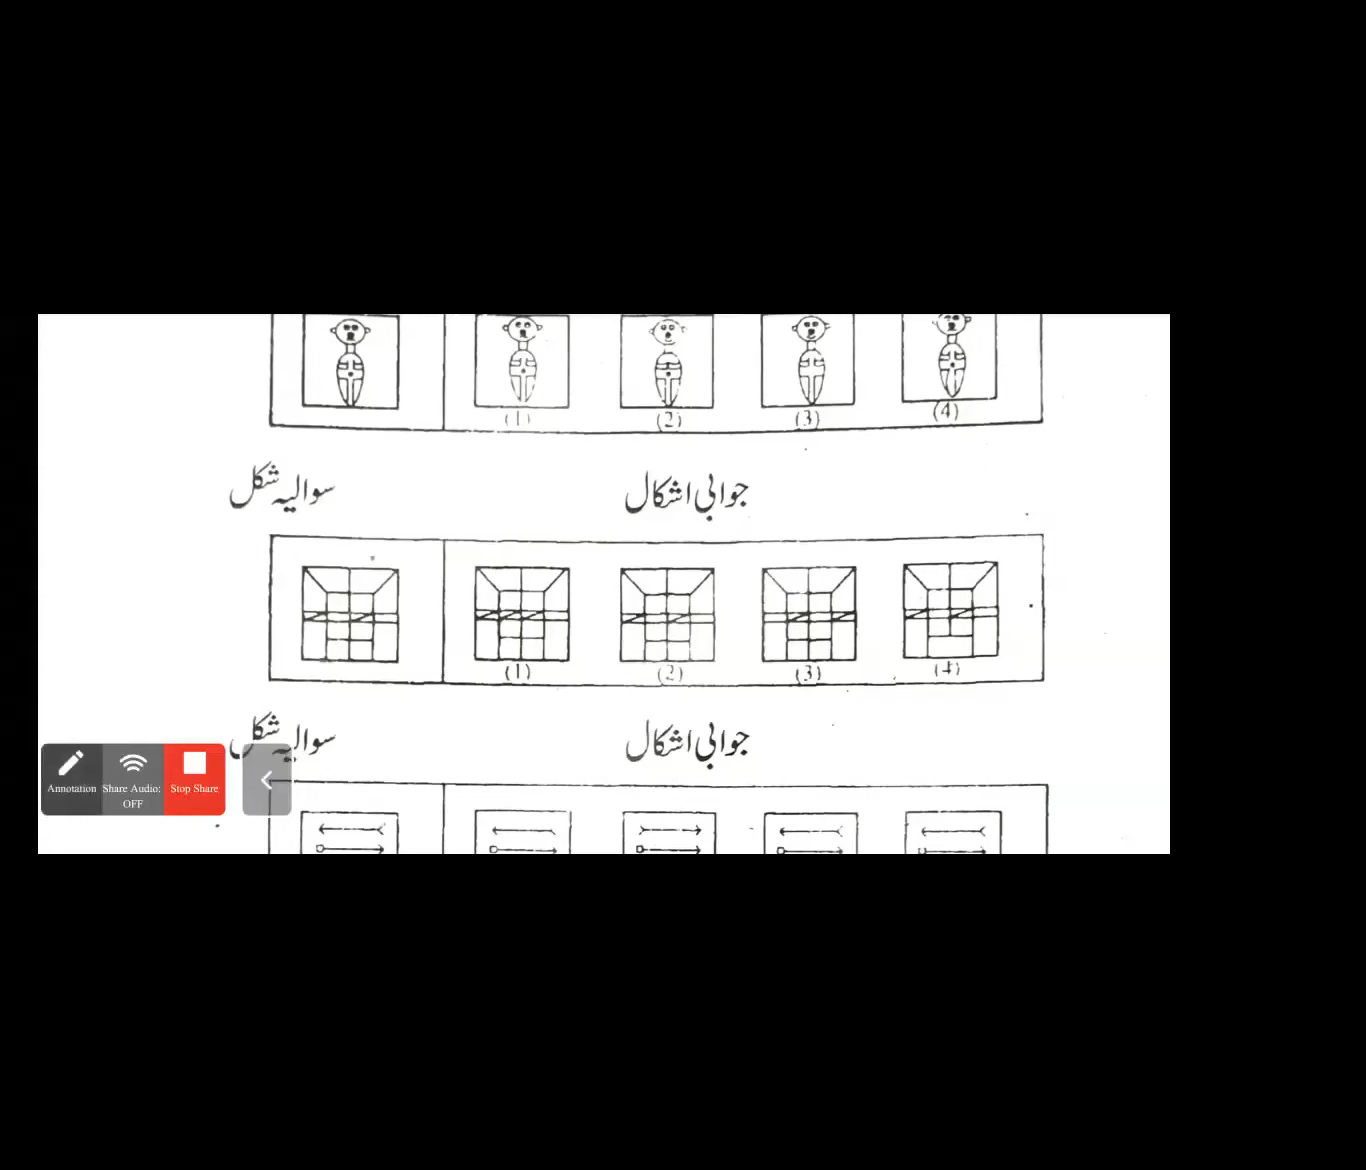 (1) (2) (3) (4)
سوالیہ شکل جوابی اشکال
(1) (2) (3) (4)
سوالیہ شکل جوابی اشکال
Annotation Share Audio: OFF Stop Share